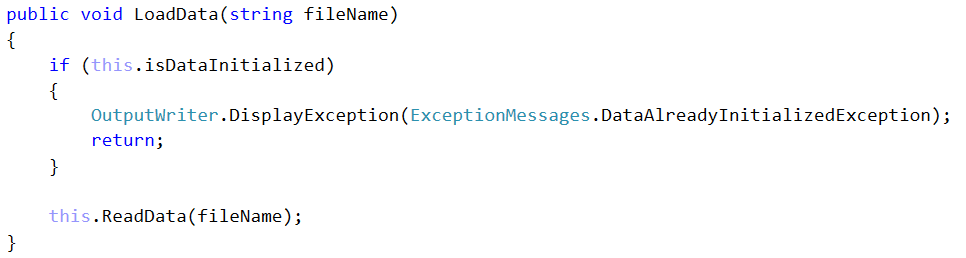 public void LoadData(string fileName)
{
    if (this.isDataInitialized)
    {
        OutputWriter.DisplayException(ExceptionMessages.DataAlreadyInitializedException);
        return;
    }

    this.ReadData(fileName);
}